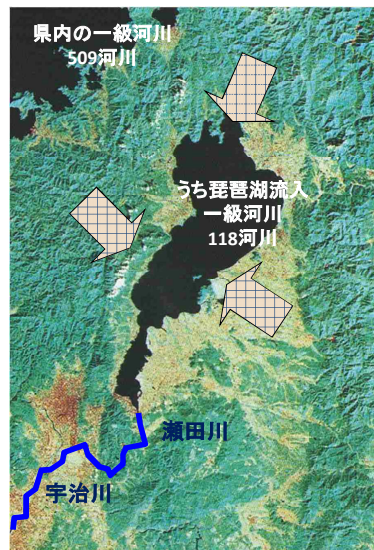 県内の一級河川
509河川
うち琵琶湖流入
一級河川
118河川
瀬田川
宇治川